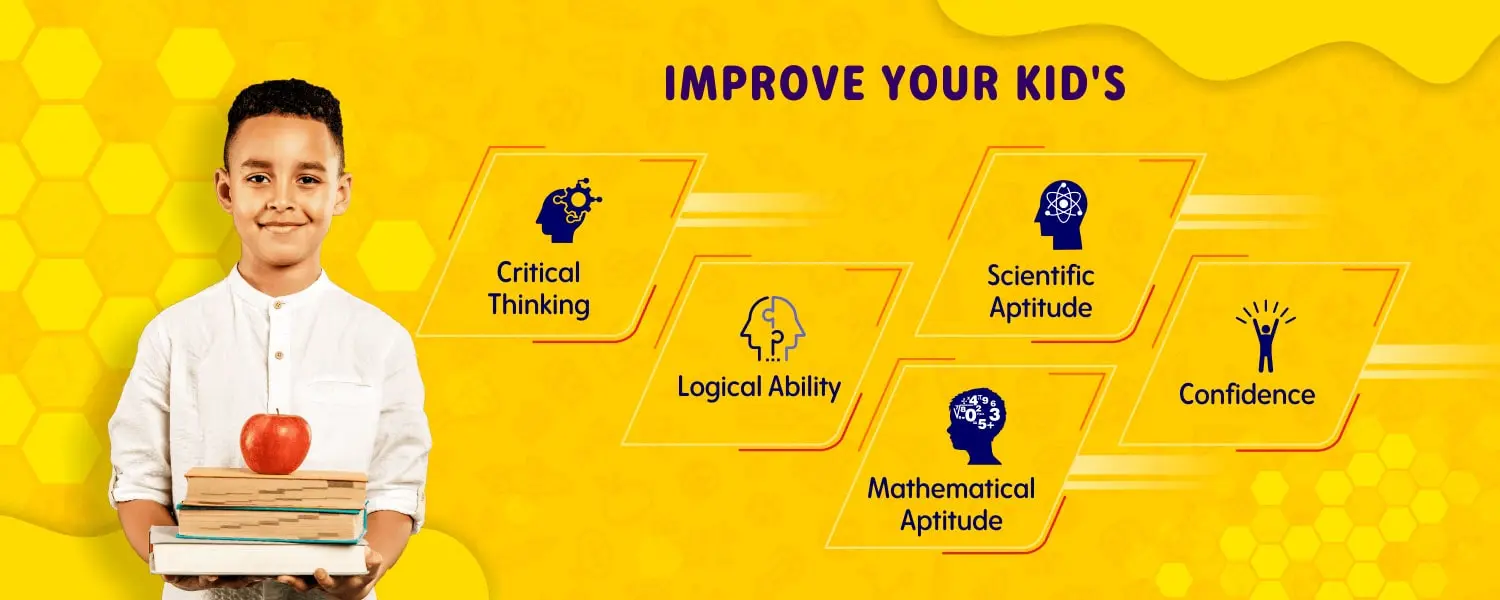 IMPROVE YOUR KID'S
Critical
Thinking
Logical Ability
Scientific
Aptitude
Mathematical
Aptitude
Confidence